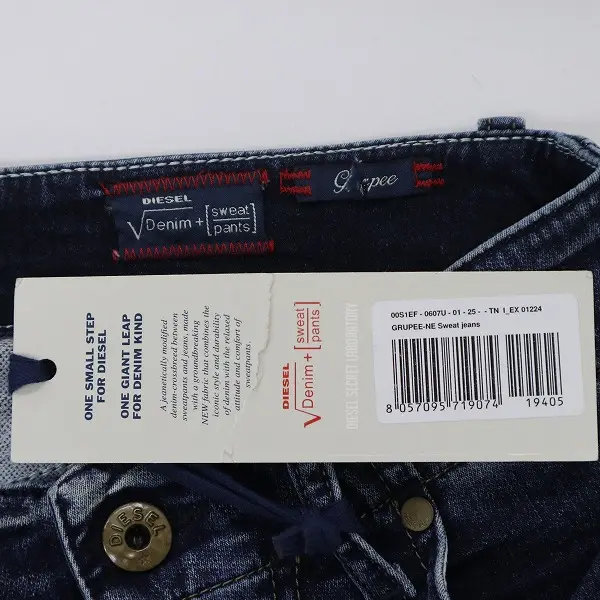 DIESEL
√Denim + [sweat
pants]
Grupee
ONE SMALL STEP
FOR DIESEL
ONE GIANT LEAP
FOR DENIM KIND
A jeanetically modified
denim-crossbreed between
sweatpants and jeans, made
with a groundbreaking
NEW fabric that combines the
iconic style and durability
of denim with the relaxed
attitude and comfort of
sweatpants.
DIESEL
√Denim + [sweat
pants]
DIESEL SECRET LABORATORY
00S1EF - 0607U - 01 - 25 - - TN I_EX 01224
GRUPEE-NE Sweat jeans
8 057095 719074
19405
DIESEL